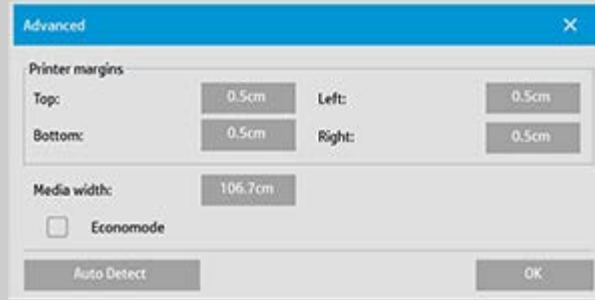 Advanced
Printer margins
Top: 0.5cm Left: 0.5cm
Bottom: 0.5cm Right: 0.5cm
Media width: 106.7cm
Economode
Auto Detect OK